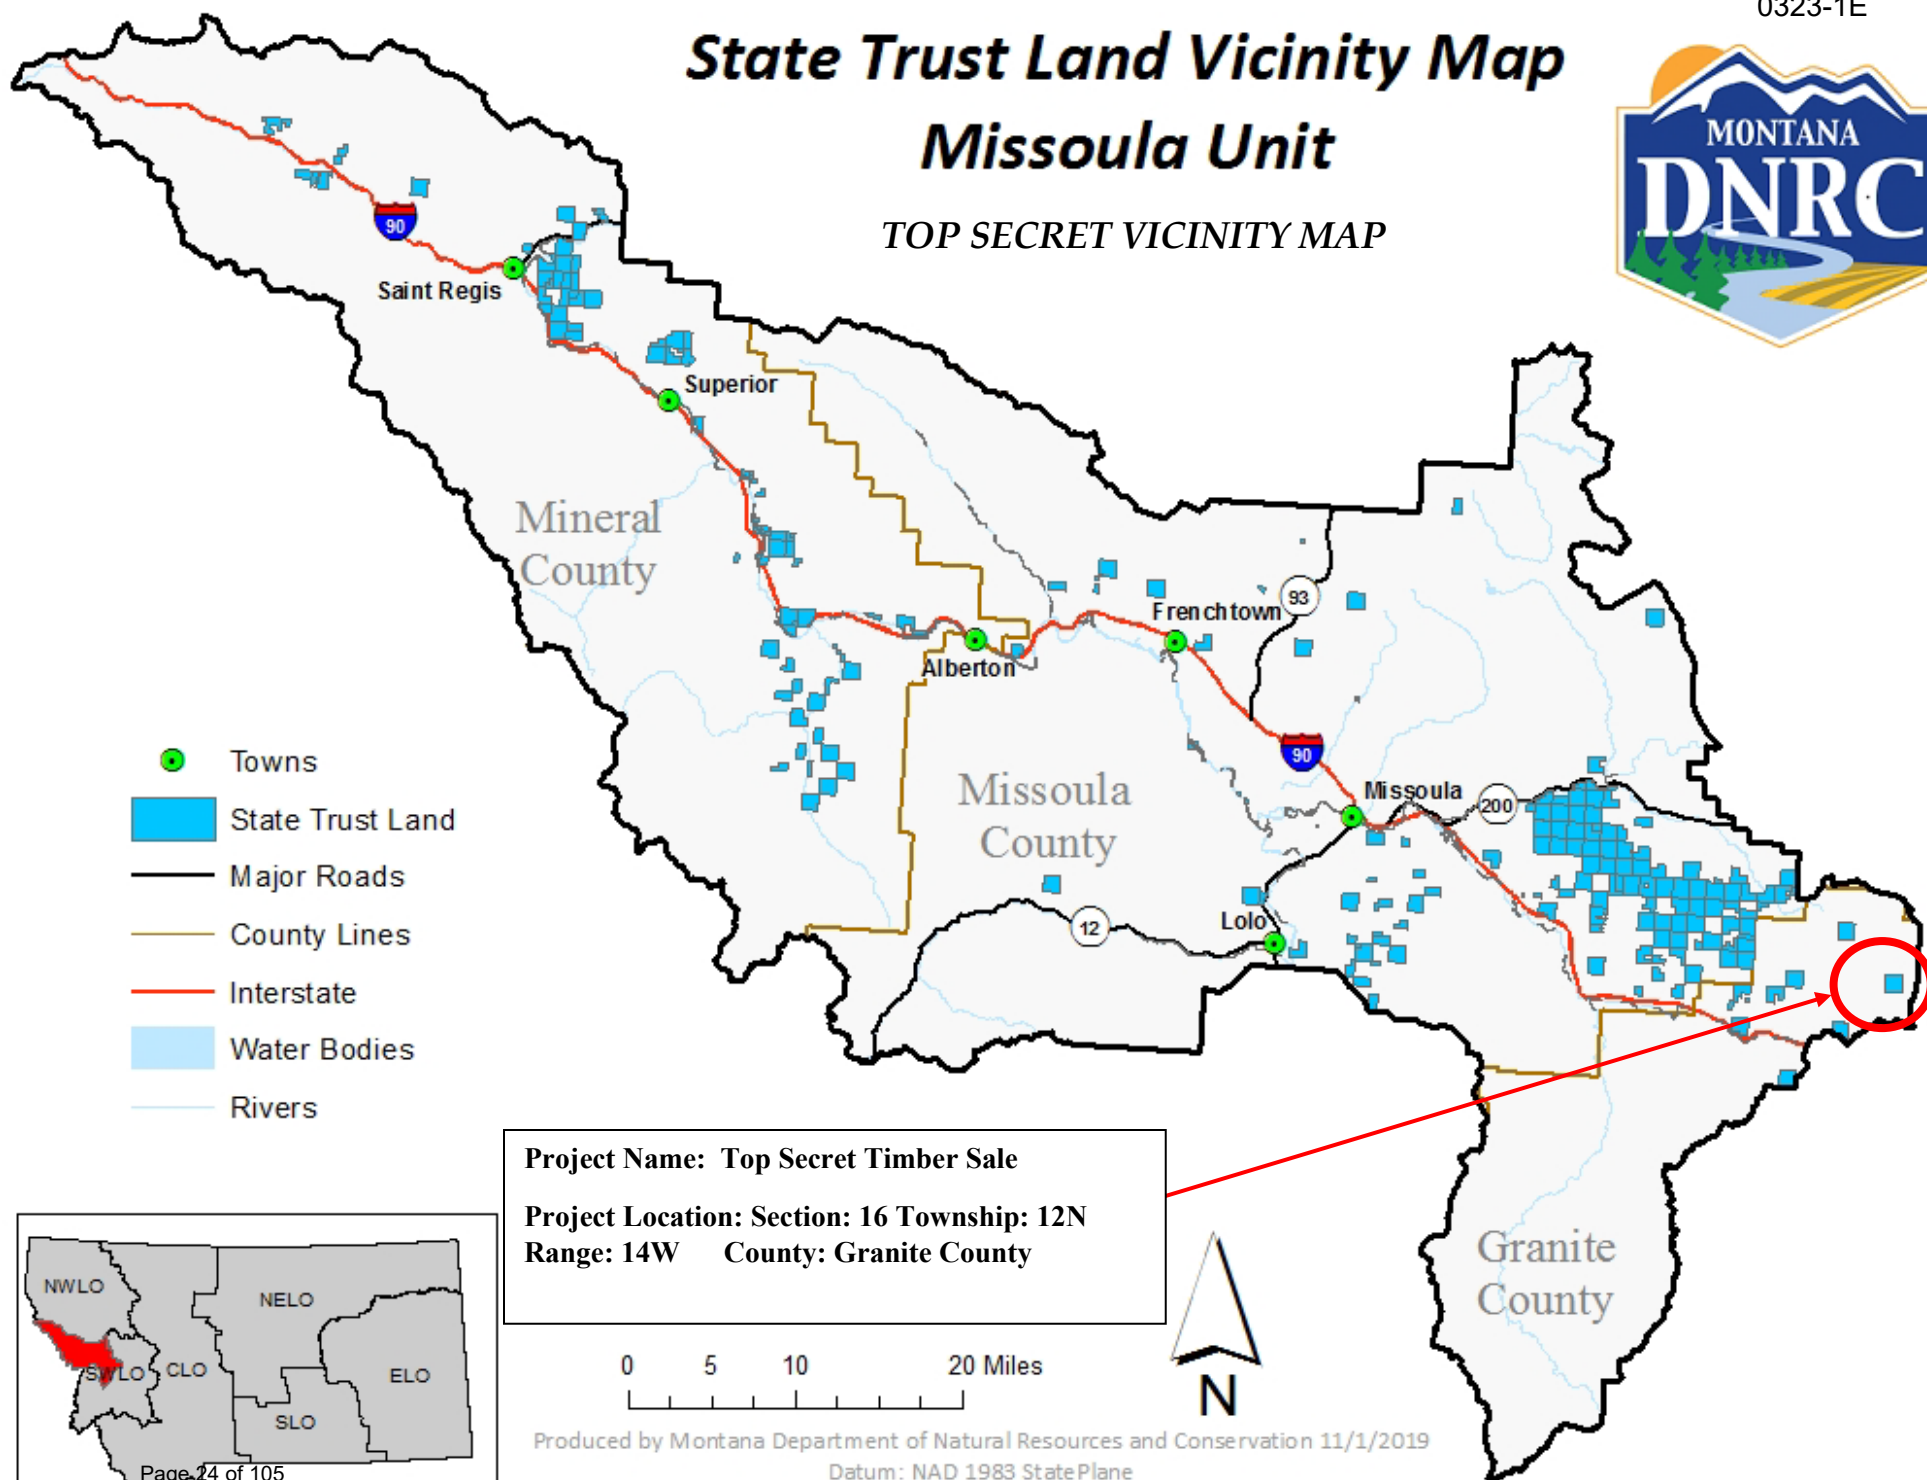 0323-1E
State Trust Land Vicinity Map
Missoula Unit
TOP SECRET VICINITY MAP
MONTANA
DNRC
90
Saint Regis
Superior
Mineral
County
93
Frenchtown
Alberton
90
Missoula
200
Missoula
County
Lolo
12
Towns
State Trust Land
Major Roads
County Lines
Interstate
Water Bodies
Rivers
Project Name: Top Secret Timber Sale
Project Location: Section: 16 Township: 12N
Range: 14W County: Granite County
Granite
County
NWLO
NELO
SWLO
CLO
ELO
SLO
0 5 10 20 Miles
N
Produced by Montana Department of Natural Resources and Conservation 11/1/2019
Datum: NAD 1983 StatePlane
Page 24 of 105